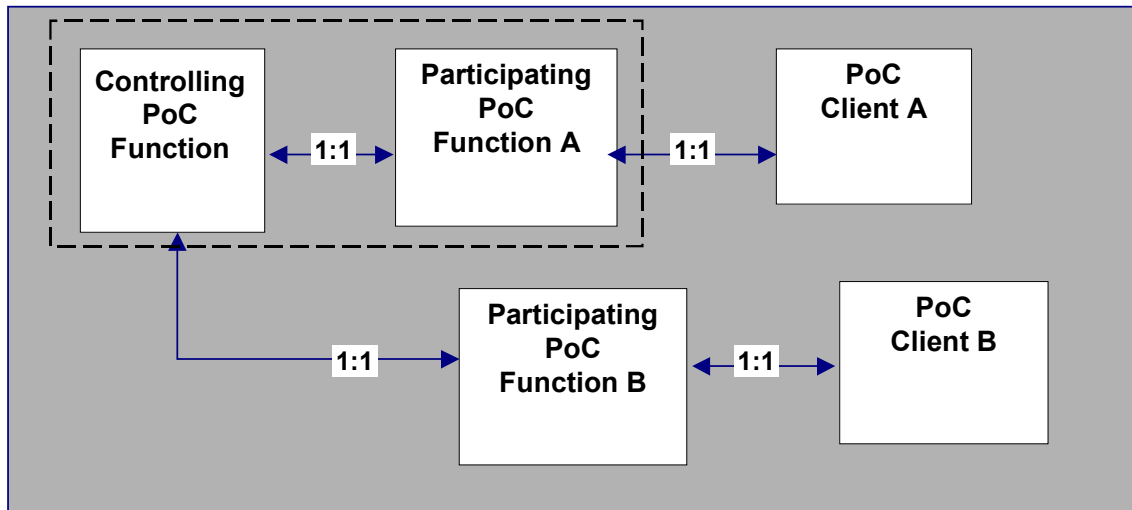 Controlling
PoC
Function
1:1
Participating
PoC
Function A
1:1
PoC
Client A
1:1
Participating
PoC
Function B
1:1
PoC
Client B